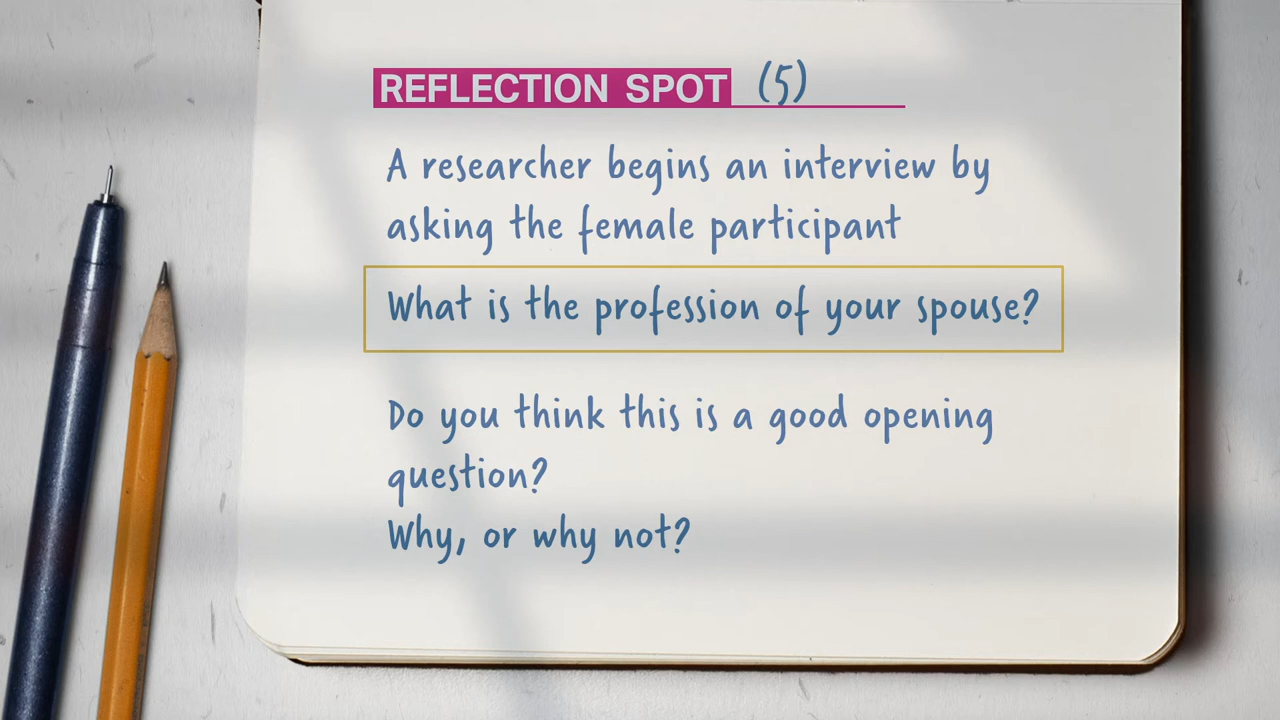 REFLECTION SPOT (5)
A researcher begins an interview by
asking the female participant
What is the profession of your spouse?
Do you think this is a good opening
question?
Why, or why not?